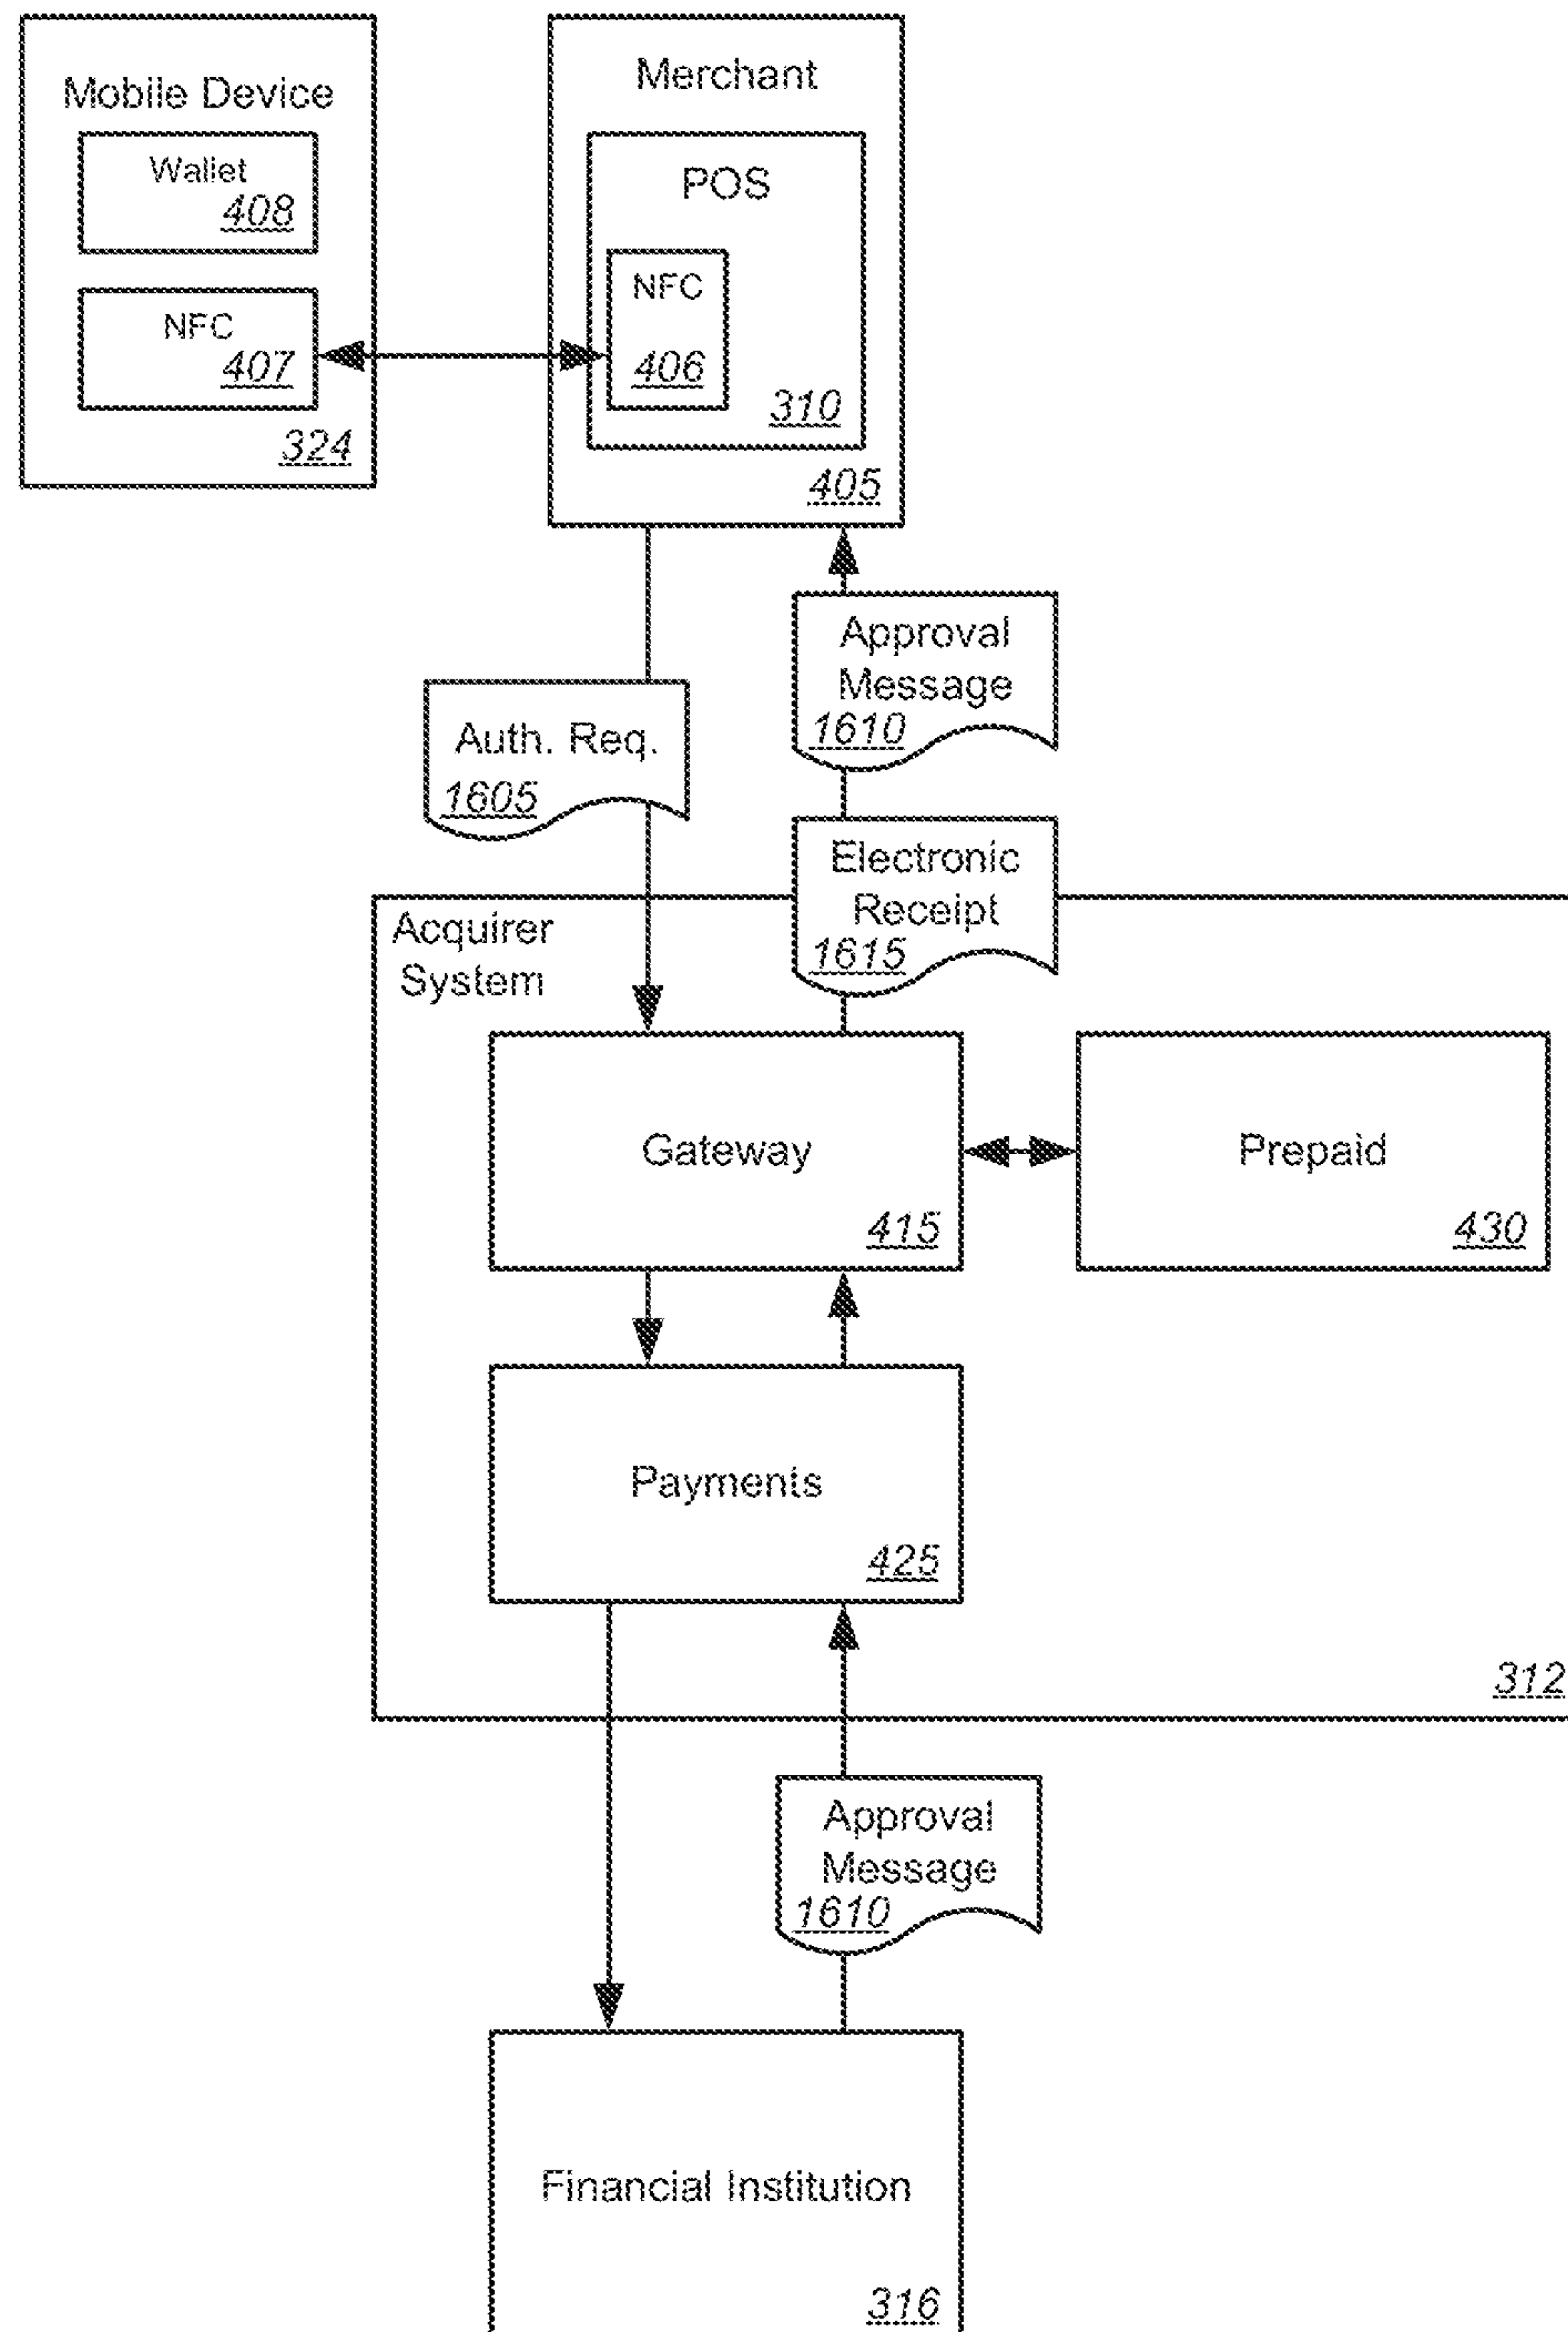 Mobile Device
Wallet
408
NFC
407
324
Merchant
POS
NFC
406
310
405
Approval
Message
1610
Auth. Req.
1605
Electronic
Receipt
1615
Acquirer
System
Gateway
415
Prepaid
430
Payments
425
312
Approval
Message
1610
Financial Institution
316